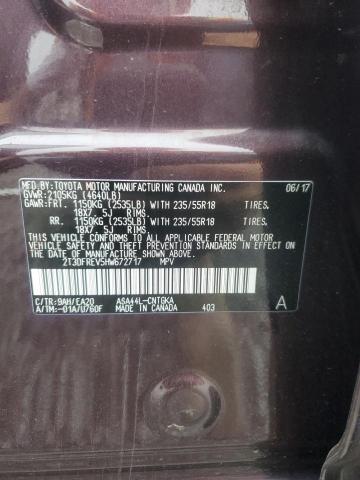 MFD.BY:TOYOTA MOTOR MANUFACTURING CANADA INC. 06/17
GVWR:2105KG (4640LB)
GAWR:FRT. 1150KG (2535LB) WITH 235/55R18 TIRES.
18X7. 5J RIMS.
RR. 1150KG (2535LB) WITH 235/55R18 TIRES.
18X7. 5J RIMS.
THIS VEHICLE CONFORMS TO ALL APPLICABLE FEDERAL MOTOR
VEHICLE SAFETY STANDARDS IN EFFECT ON THE DATE OF
MANUFACTURE SHOWN ABOVE.
2T3DFREV5HW672717 MPV
C/TR:9AH/EA20 ASA44L-CNTGKA A
A/TM:-01A/U760F MADE IN CANADA 403